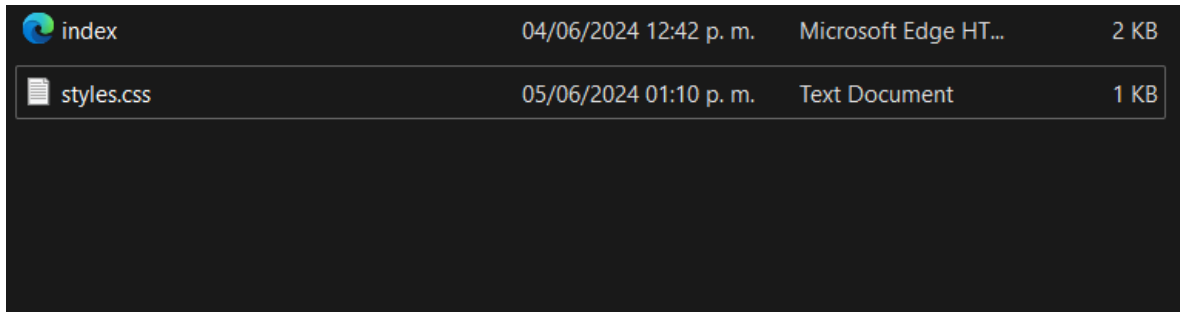 index 04/06/2024 12:42 p. m. Microsoft Edge HT... 2 KB
styles.css 05/06/2024 01:10 p. m. Text Document 1 KB